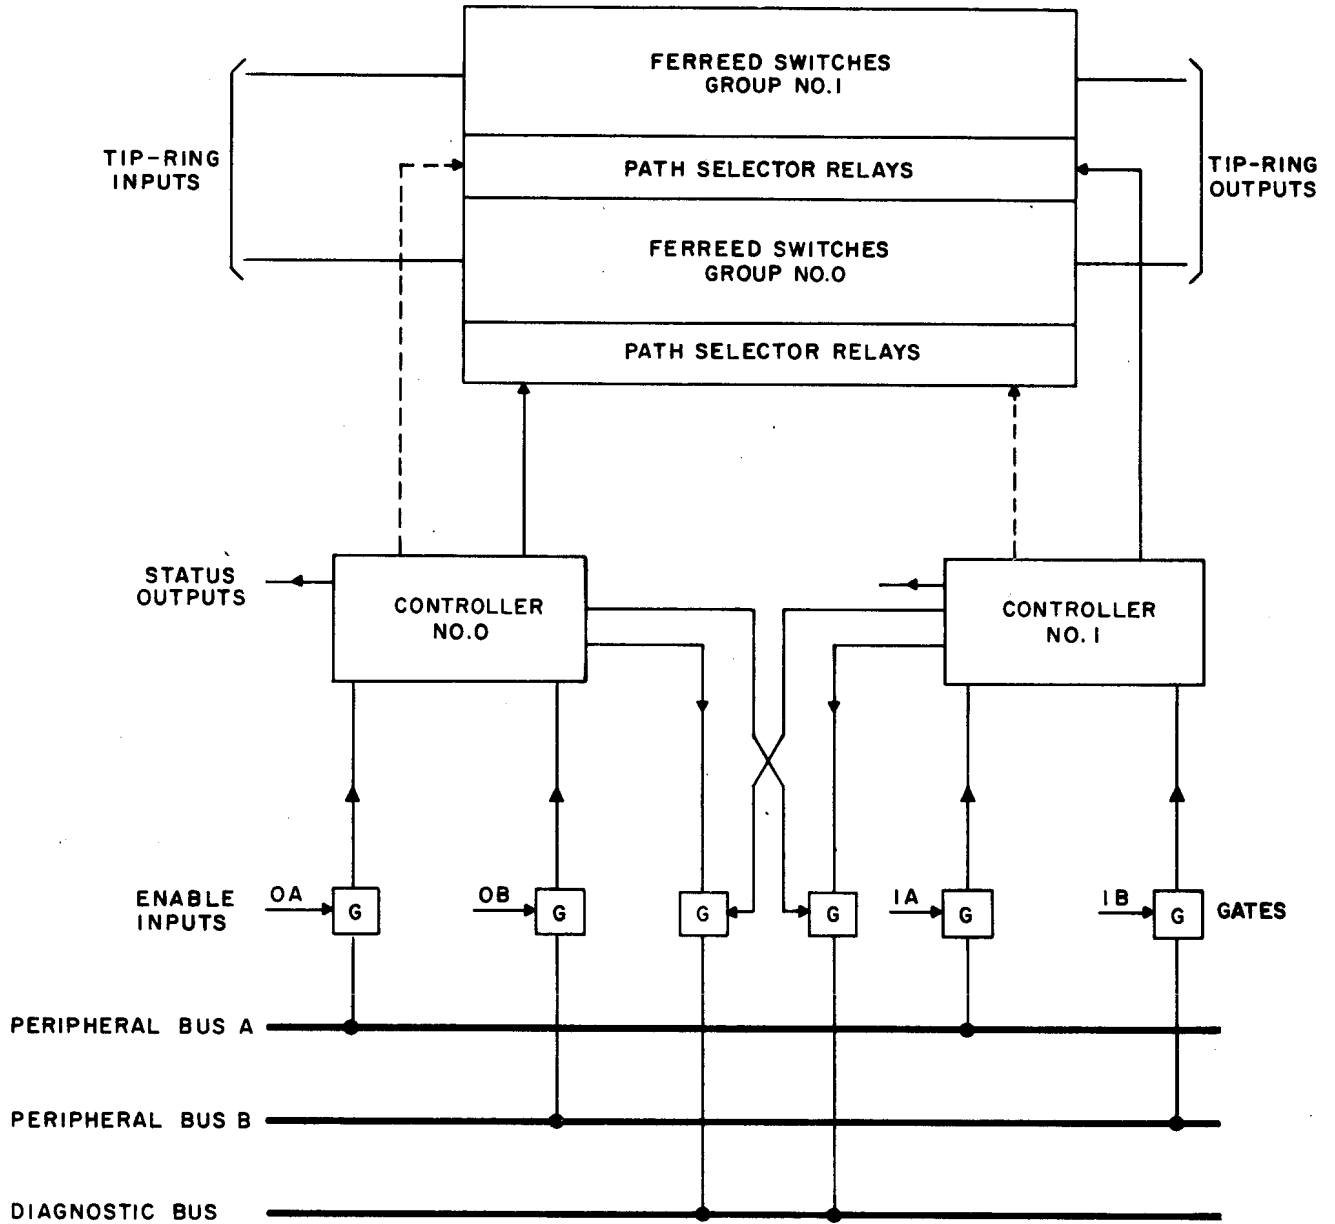 FERREED SWITCHES
GROUP NO.1
TIP-RING
INPUTS
PATH SELECTOR RELAYS
TIP-RING
OUTPUTS
FERREED SWITCHES
GROUP NO.0
PATH SELECTOR RELAYS
STATUS
OUTPUTS
CONTROLLER
NO.0
CONTROLLER
NO.1
ENABLE
INPUTS
0A
G
0B
G
G
G
1A
G
1B
G
GATES
PERIPHERAL BUS A
PERIPHERAL BUS B
DIAGNOSTIC BUS